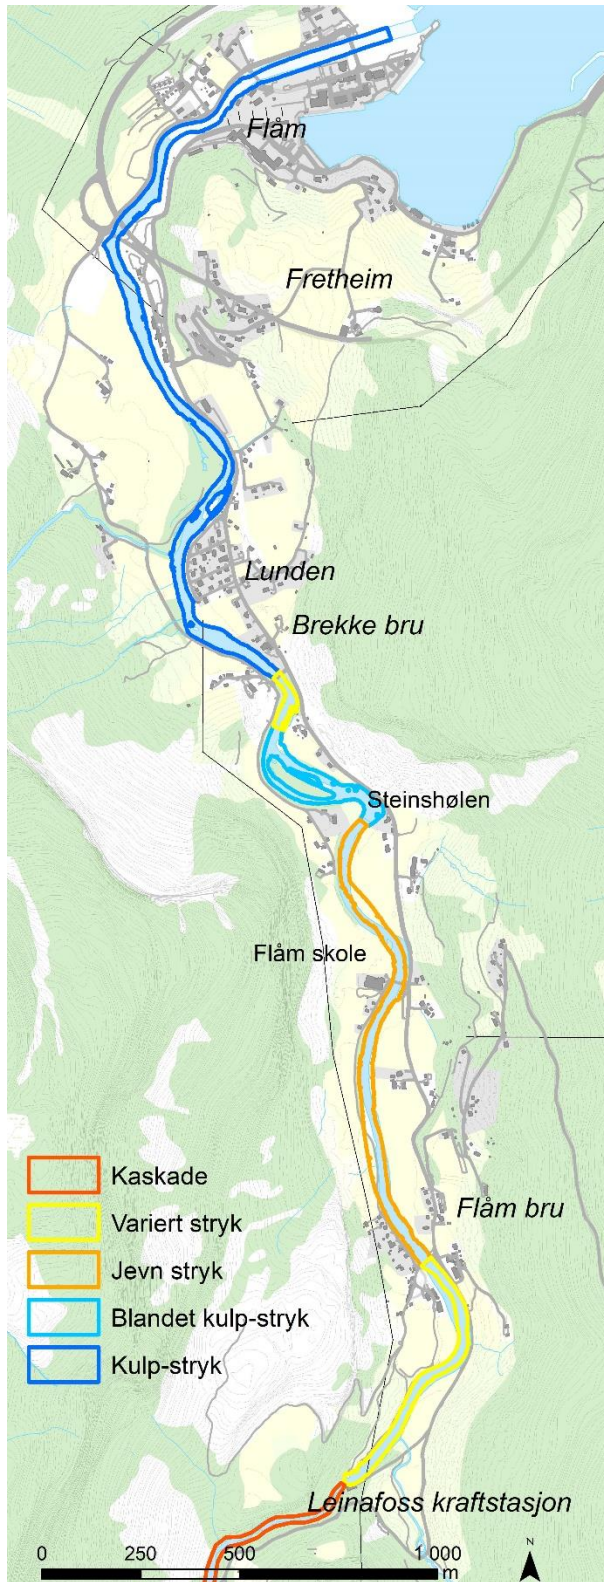 Flåm
Fretheim
Lunden
Brekke bru
Steinshølen
Flåm skole
Kaskade
Variert stryk
Jevn stryk
Blandet kulp-stryk
Kulp-stryk
Flåm bru
Leinafoss kraftstasjon
0 250 500 1 000
m
N